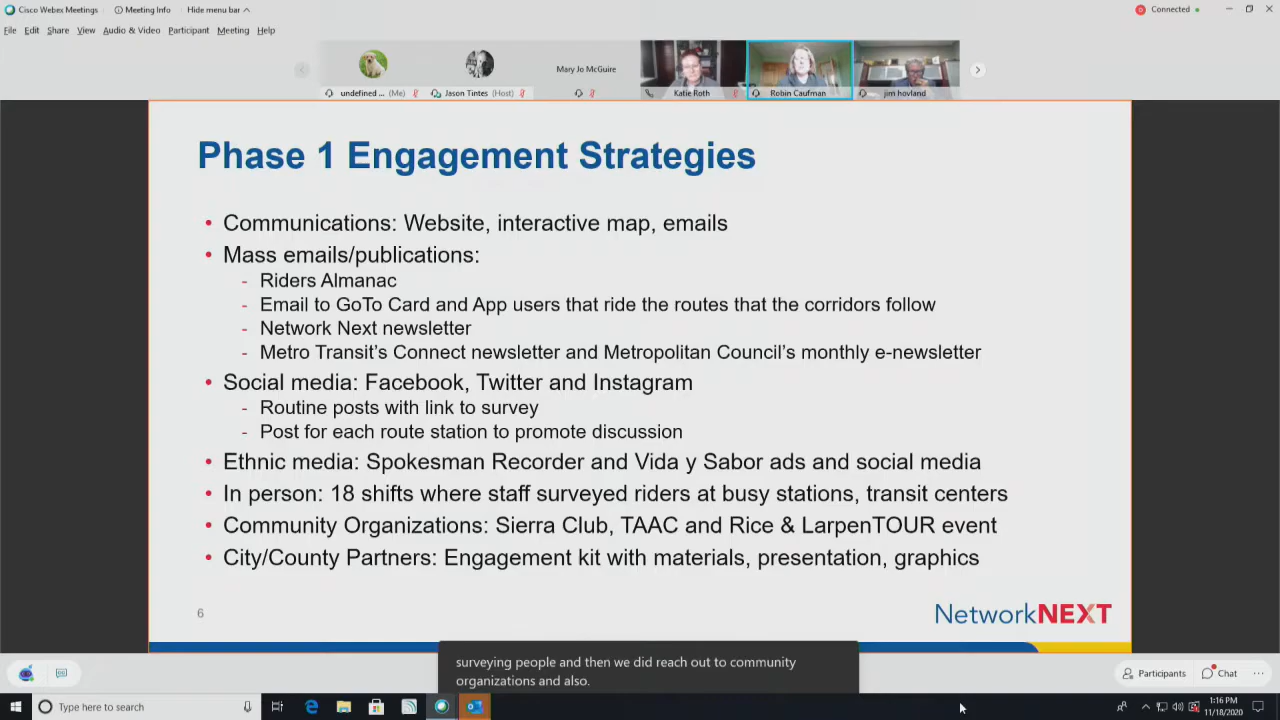 Cisco Webex Meetings
Meeting Info
Hide menu bar
Connected
File Edit Share View Audio & Video Participant Meeting Help
Mary Jo McGuire
undefined ... (Me)
Jason Tintes (Host)
Katie Roth
Robin Caufman
jim hovland
Phase 1 Engagement Strategies
• Communications: Website, interactive map, emails
• Mass emails/publications:
- Riders Almanac
- Email to GoTo Card and App users that ride the routes that the corridors follow
- Network Next newsletter
- Metro Transit's Connect newsletter and Metropolitan Council's monthly e-newsletter
• Social media: Facebook, Twitter and Instagram
- Routine posts with link to survey
- Post for each route station to promote discussion
• Ethnic media: Spokesman Recorder and Vida y Sabor ads and social media
• In person: 18 shifts where staff surveyed riders at busy stations, transit centers
• Community Organizations: Sierra Club, TAAC and Rice & LarpenTOUR event
• City/County Partners: Engagement kit with materials, presentation, graphics
6
NetworkNEXT
surveying people and then we did reach out to community
organizations and also.
Participants
Chat
Type here to search
1:16 PM
11/18/2020